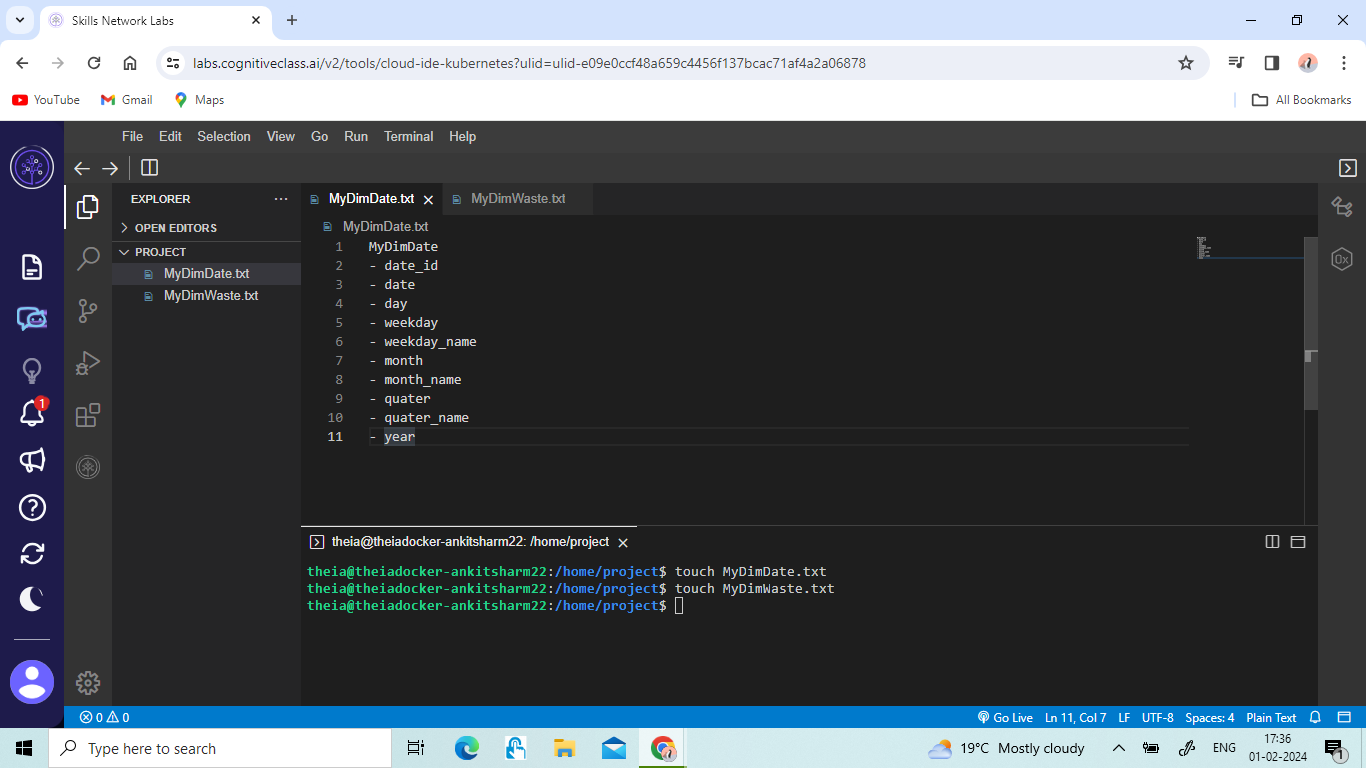 Skills Network Labs
labs.cognitiveclass.ai/v2/tools/cloud-ide-kubernetes?ulid=ulid-e09e0ccf48a659c4456f137bcac71af4a2a06878
YouTube Gmail Maps All Bookmarks
File Edit Selection View Go Run Terminal Help
EXPLORER ... MyDimDate.txt MyDimWaste.txt
OPEN EDITORS
PROJECT
MyDimDate.txt
MyDimWaste.txt
1
MyDimDate.txt
1 MyDimDate
2 - date_id
3 - date
4 - day
5 - weekday
6 - weekday_name
7 - month
8 - month_name
9 - quater
10 - quater_name
11 - year
0x
theia@theiadocker-ankitsharm22: /home/project
theia@theiadocker-ankitsharm22:/home/project$ touch MyDimDate.txt
theia@theiadocker-ankitsharm22:/home/project$ touch MyDimWaste.txt
theia@theiadocker-ankitsharm22:/home/project$
0 0 Go Live Ln 11, Col 7 LF UTF-8 Spaces: 4 Plain Text
Type here to search 19°C Mostly cloudy ENG 17:36
01-02-2024 1